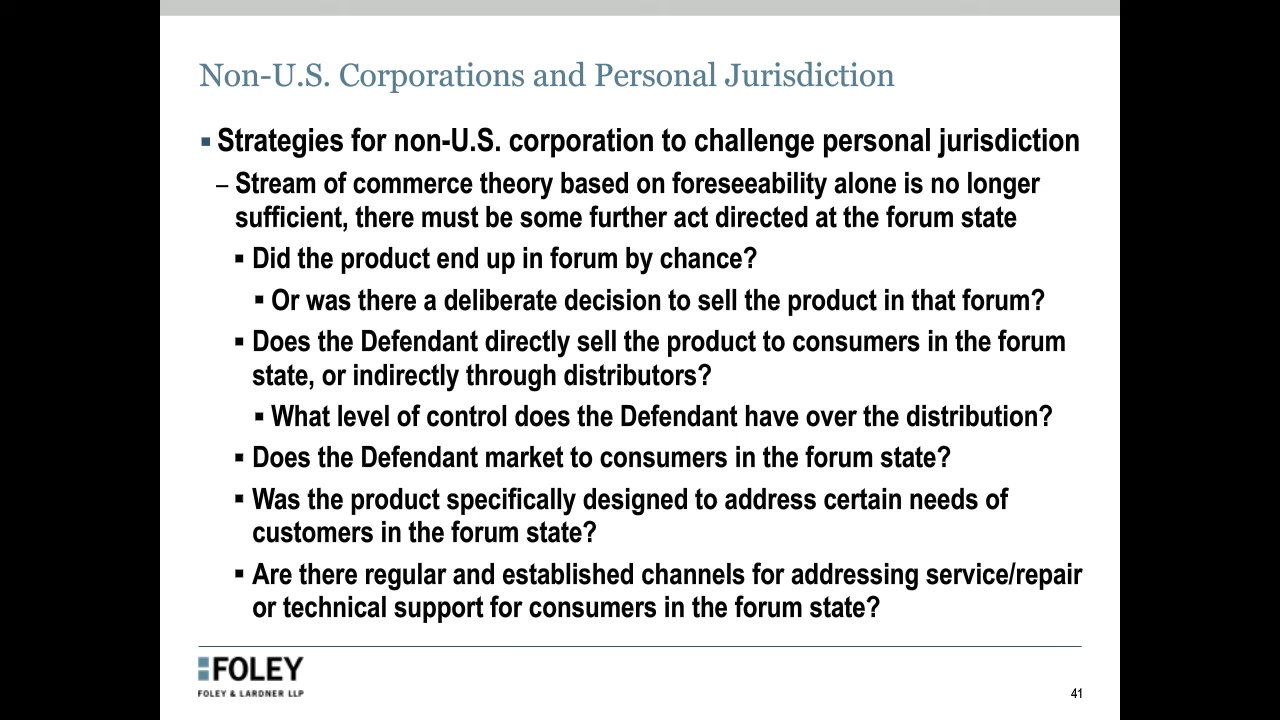 Non-U.S. Corporations and Personal Jurisdiction
▪ Strategies for non-U.S. corporation to challenge personal jurisdiction
– Stream of commerce theory based on foreseeability alone is no longer
sufficient, there must be some further act directed at the forum state
▪ Did the product end up in forum by chance?
▪ Or was there a deliberate decision to sell the product in that forum?
▪ Does the Defendant directly sell the product to consumers in the forum
state, or indirectly through distributors?
▪ What level of control does the Defendant have over the distribution?
▪ Does the Defendant market to consumers in the forum state?
▪ Was the product specifically designed to address certain needs of
customers in the forum state?
▪ Are there regular and established channels for addressing service/repair
or technical support for consumers in the forum state?
FOLEY
FOLEY & LARDNER LLP
41